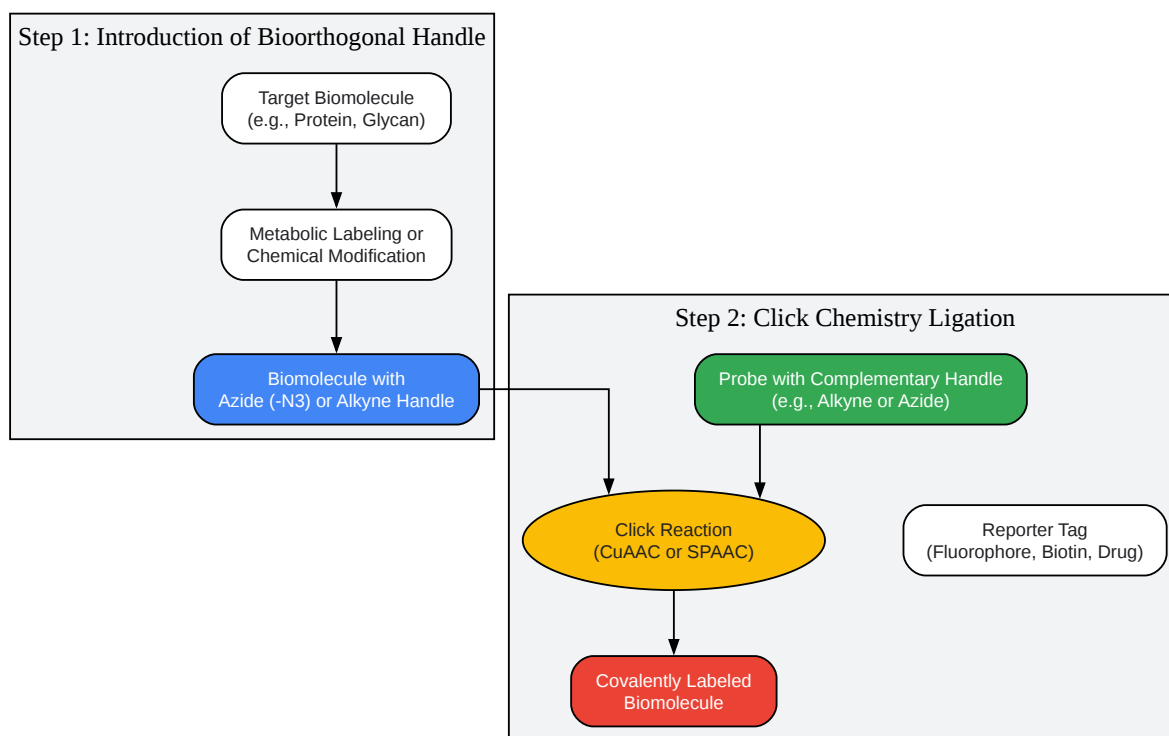 Step 1: Introduction of Bioorthogonal Handle
Target Biomolecule
(e.g., Protein, Glycan)
Metabolic Labeling or
Chemical Modification
Biomolecule with
Azide (-N3) or Alkyne Handle
Step 2: Click Chemistry Ligation
Probe with Complementary Handle
(e.g., Alkyne or Azide)
Click Reaction
(CuAAC or SPAAC)
Reporter Tag
(Fluorophore, Biotin, Drug)
Covalently Labeled
Biomolecule